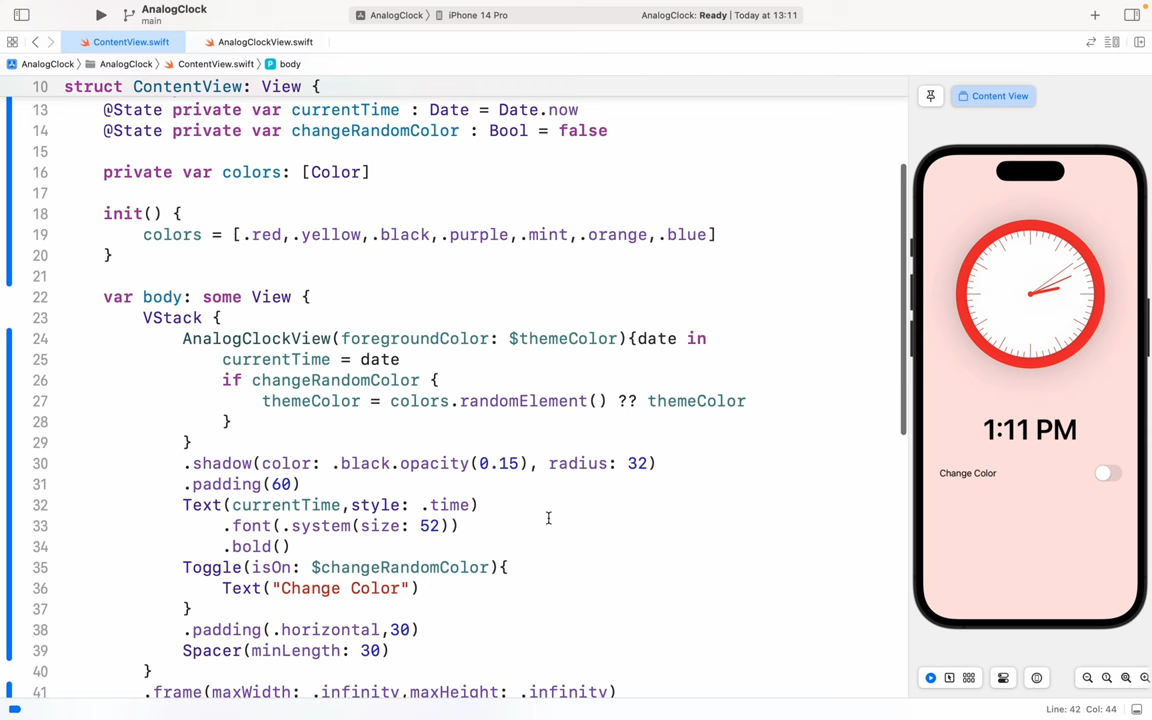 AnalogClock
main
AnalogClock
iPhone 14 Pro
AnalogClock: Ready | Today at 13:11
ContentView.swift
AnalogClockView.swift
AnalogClock
AnalogClock
ContentView.swift
body
10 struct ContentView: View {
13 @State private var currentTime : Date = Date.now
14 @State private var changeRandomColor : Bool = false
15
16 private var colors: [Color]
17
18 init() {
19 colors = [.red,.yellow,.black,.purple,.mint,.orange,.blue]
20 }
21
22 var body: some View {
23 VStack {
24 AnalogClockView(foregroundColor: $themeColor){date in
25 currentTime = date
26 if changeRandomColor {
27 themeColor = colors.randomElement() ?? themeColor
28 }
29 }
30 .shadow(color: .black.opacity(0.15), radius: 32)
31 .padding(60)
32 Text(currentTime,style: .time)
33 .font(.system(size: 52))
34 .bold()
35 Toggle(isOn: $changeRandomColor){
36 Text("Change Color")
37 }
38 .padding(.horizontal,30)
39 Spacer(minLength: 30)
40 }
41 .frame(maxWidth: .infinity,maxHeight: .infinity)
Content View
1:11 PM
Change Color
Line: 42 Col: 44